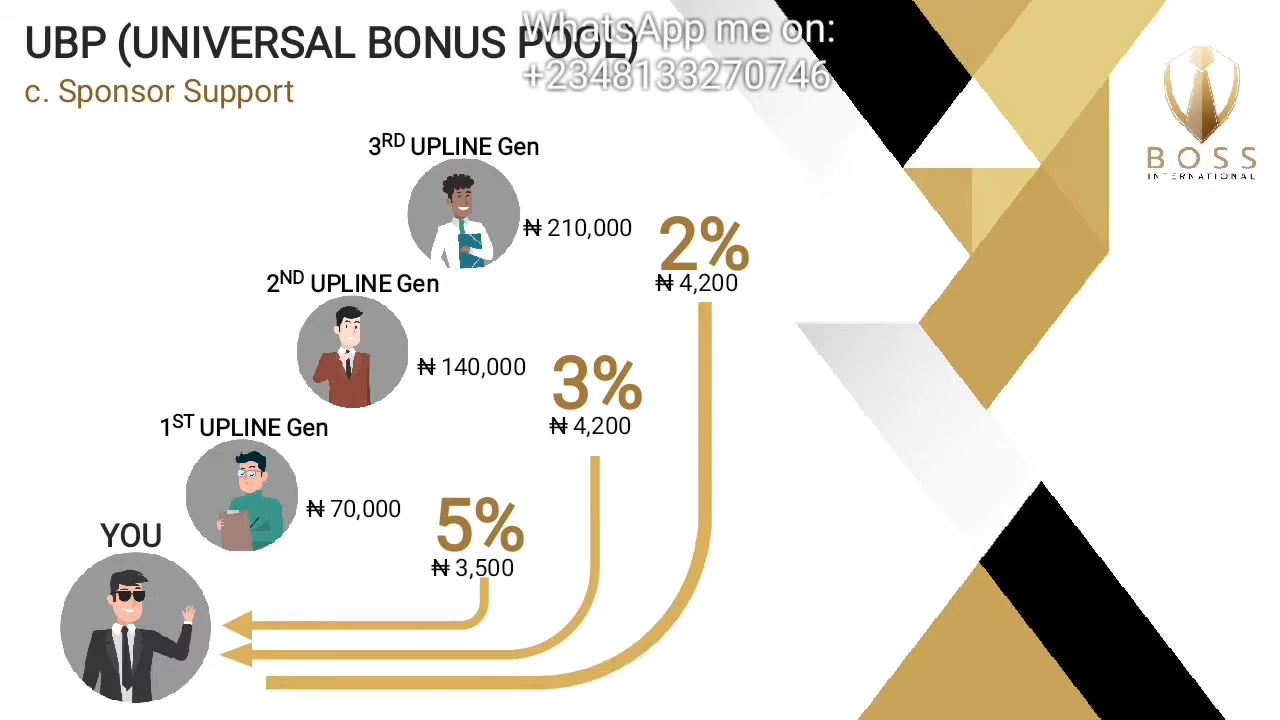 UBP (UNIVERSAL BONUS POOL)
WhatsApp me on:
+2348133270746
c. Sponsor Support
BOSS
INTERNATIONAL
3RD UPLINE Gen
₦ 210,000
2%
₦ 4,200
2ND UPLINE Gen
₦ 140,000
3%
₦ 4,200
1ST UPLINE Gen
₦ 70,000
5%
₦ 3,500
YOU